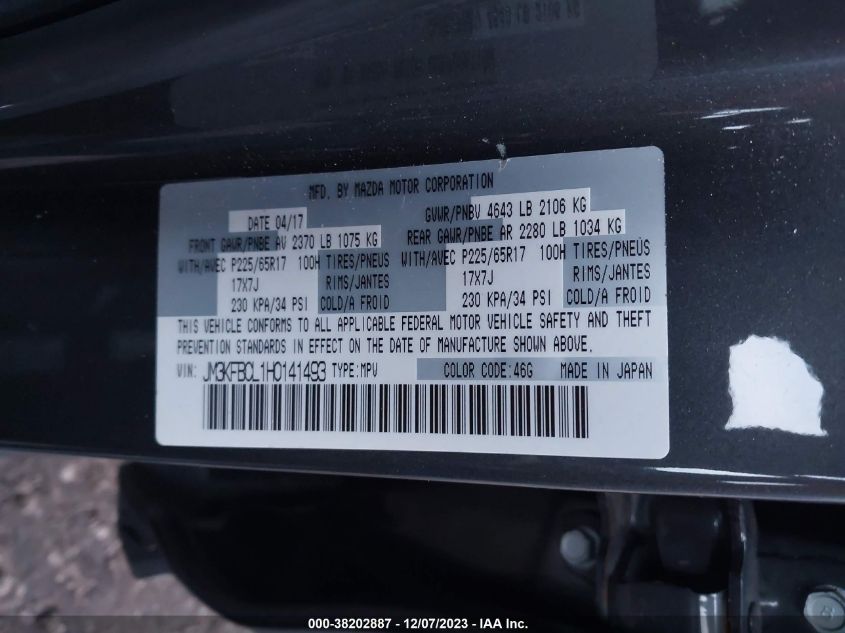 MFD. BY MAZDA MOTOR CORPORATION
DATE 04/17 GVWR/PNBV 4643 LB 2106 KG
FRONT GAWR/PNBE AV 2370 LB 1075 KG REAR GAWR/PNBE AR 2280 LB 1034 KG
WITH/AVEC P225/65R17 100H TIRES/PNEUS WITH/AVEC P225/65R17 100H TIRES/PNEUS
17X7J RIMS/JANTES 17X7J RIMS/JANTES
230 KPA/34 PSI COLD/A FROID 230 KPA/34 PSI COLD/A FROID
THIS VEHICLE CONFORMS TO ALL APPLICABLE FEDERAL MOTOR VEHICLE SAFETY AND THEFT
PREVENTION STANDARDS IN EFFECT ON THE DATE OF MANUFACTURE SHOWN ABOVE.
VIN: JM3KFBCL1H0141493 TYPE:MPV COLOR CODE:46G MADE IN JAPAN
000-38202887 - 12/07/2023 - IAA Inc.